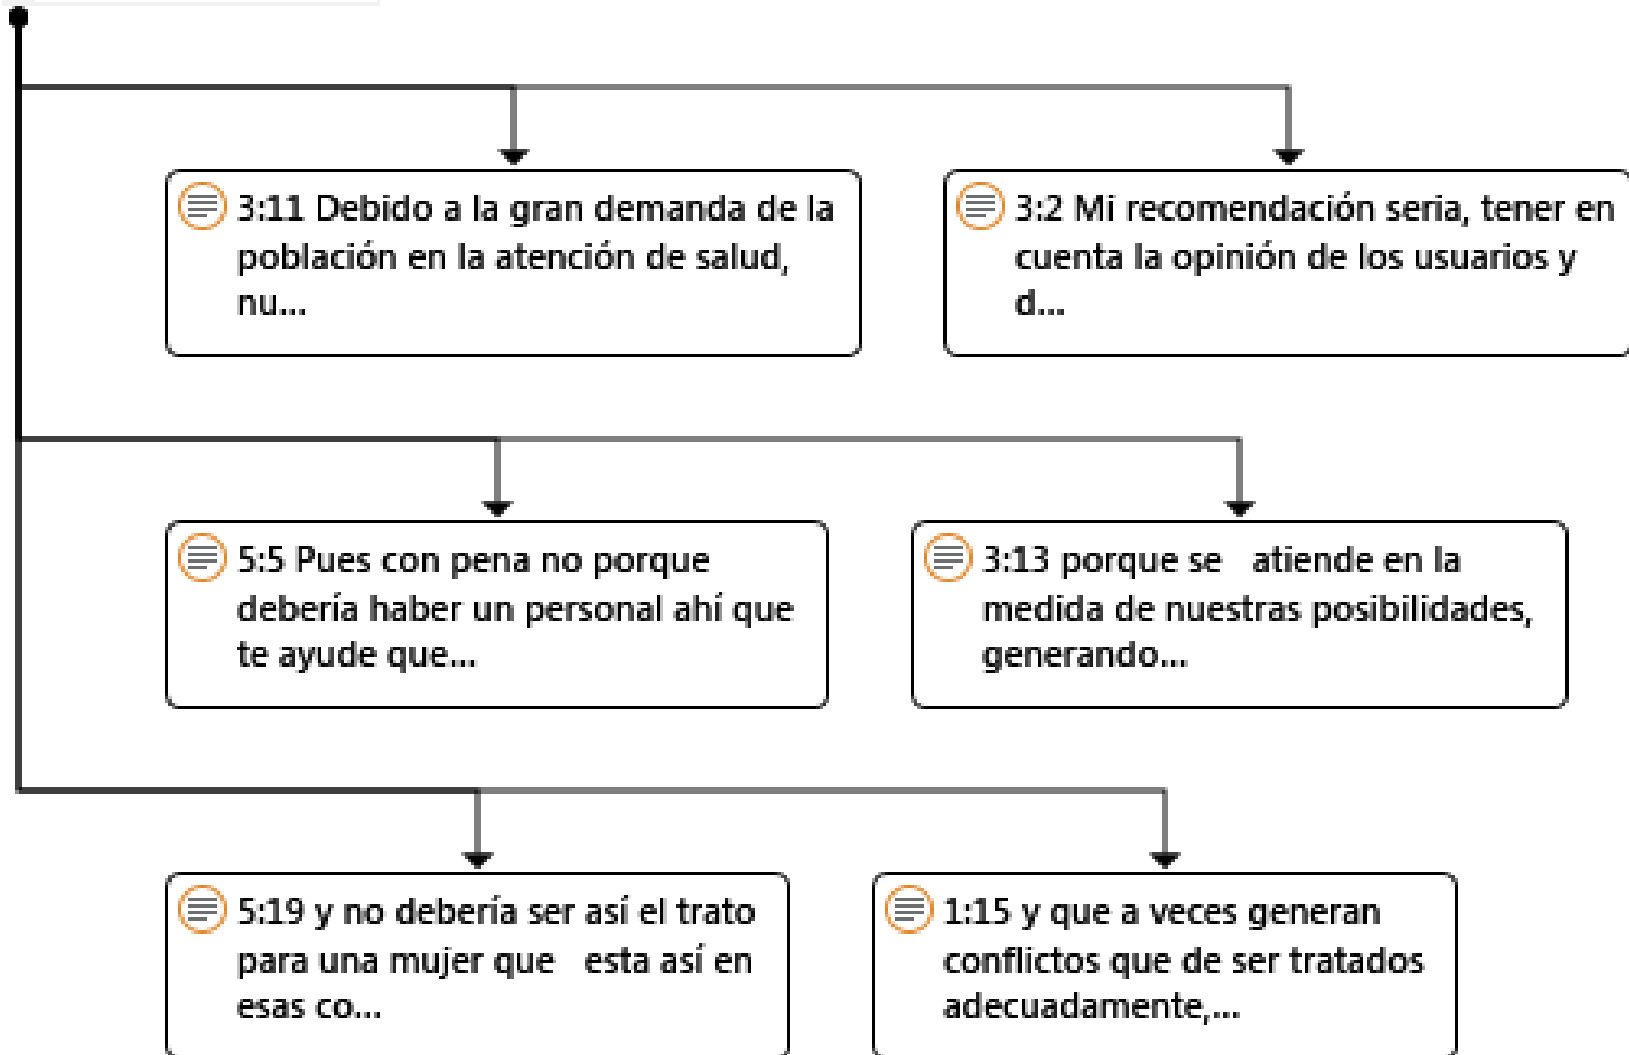 3:11 Debido a la gran demanda de la
población en la atención de salud,
nu...
3:2 Mi recomendación seria, tener en
cuenta la opinión de los usuarios y
d...
5:5 Pues con pena no porque
debería haber un personal ahí que
te ayude que...
3:13 porque se   atiende en la
medida de nuestras posibilidades,
generando...
5:19 y no debería ser así el trato
para una mujer que   esta así en
esas co...
1:15 y que a veces generan
conflictos que de ser tratados
adecuadamente,...